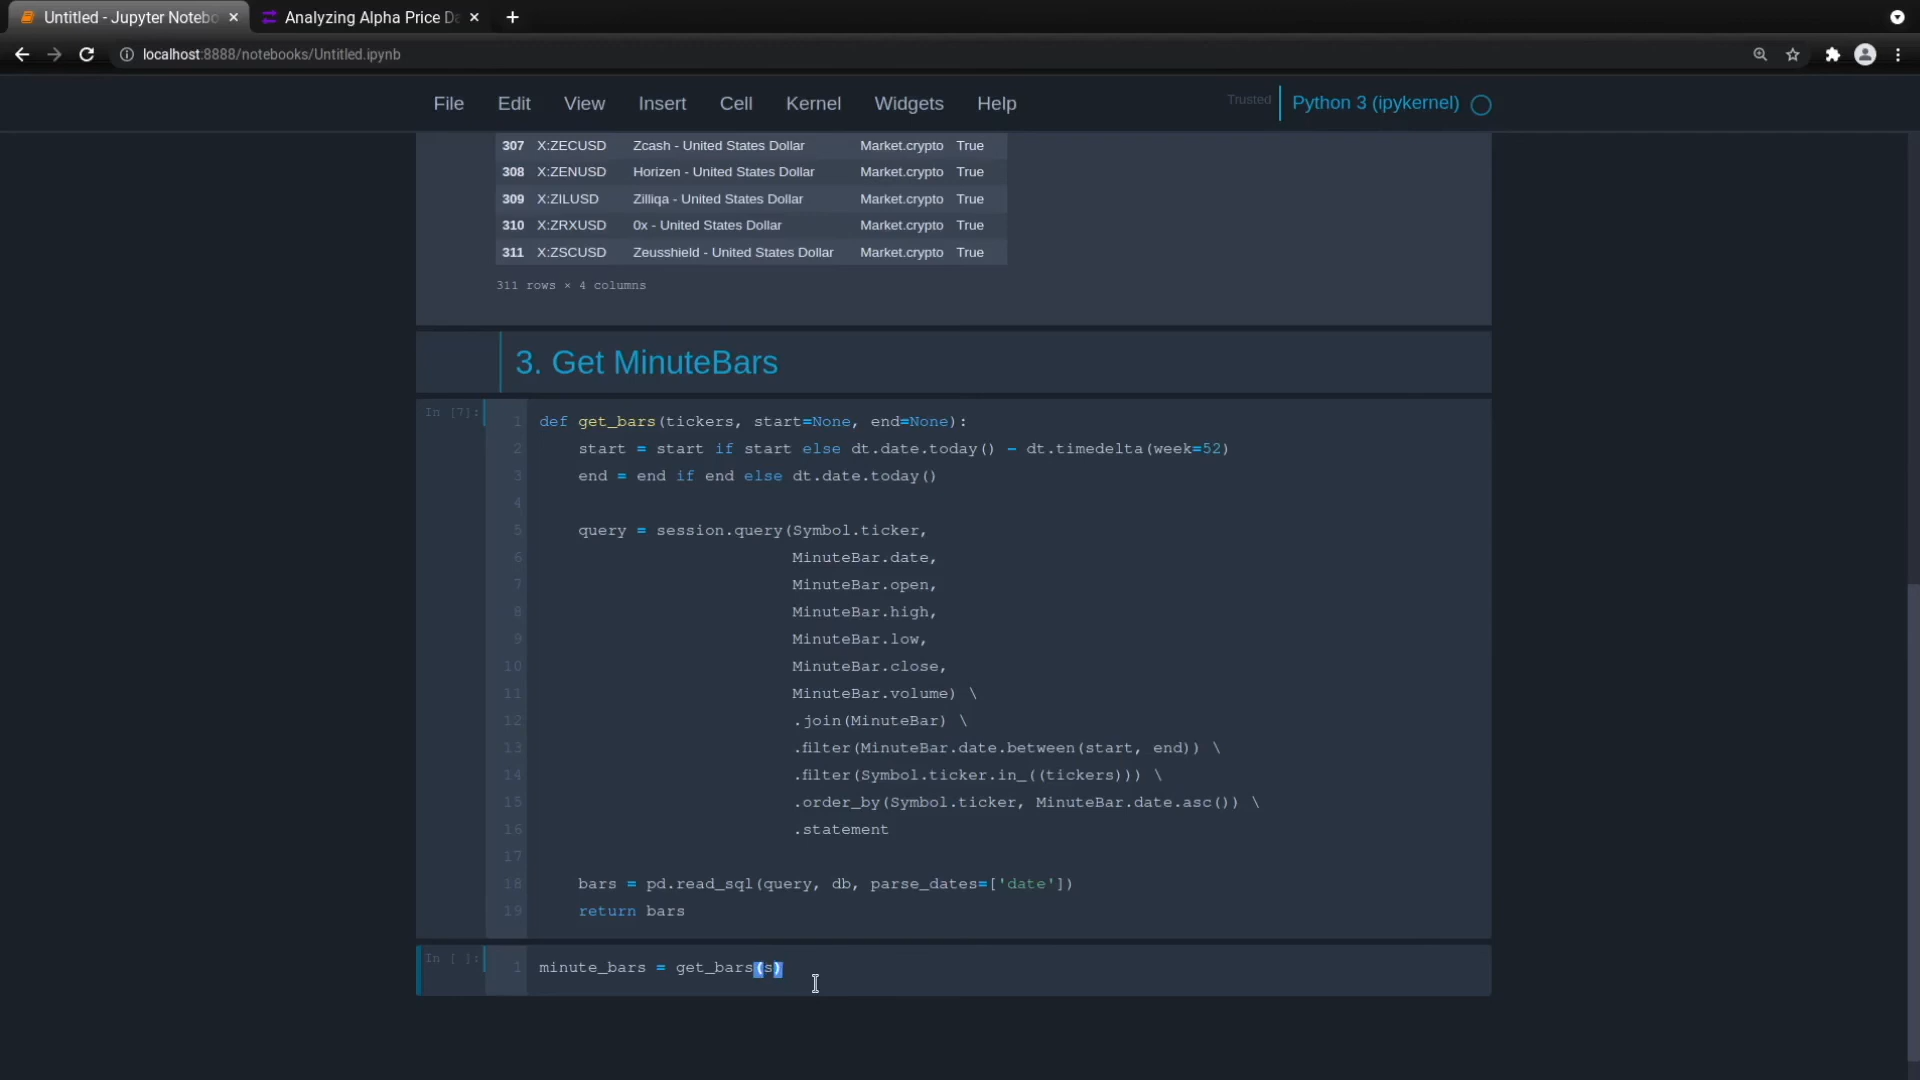 Untitled - Jupyter Notebo
Analyzing Alpha Price Da
localhost:8888/notebooks/Untitled.ipynb
File Edit View Insert Cell Kernel Widgets Help
Trusted
Python 3 (ipykernel)
307 X:ZECUSD Zcash - United States Dollar Market.crypto True
308 X:ZENUSD Horizen - United States Dollar Market.crypto True
309 X:ZILUSD Zilliqa - United States Dollar Market.crypto True
310 X:ZRXUSD 0x - United States Dollar Market.crypto True
311 X:ZSCUSD Zeusshield - United States Dollar Market.crypto True
311 rows × 4 columns
3. Get MinuteBars
In [7]:
1 def get_bars(tickers, start=None, end=None):
2     start = start if start else dt.date.today() - dt.timedelta(week=52)
3     end = end if end else dt.date.today()
4
5     query = session.query(Symbol.ticker,
6                           MinuteBar.date,
7                           MinuteBar.open,
8                           MinuteBar.high,
9                           MinuteBar.low,
10                          MinuteBar.close,
11                          MinuteBar.volume) \
12                          .join(MinuteBar) \
13                          .filter(MinuteBar.date.between(start, end)) \
14                          .filter(Symbol.ticker.in_((tickers))) \
15                          .order_by(Symbol.ticker, MinuteBar.date.asc()) \
16                          .statement
17
18    bars = pd.read_sql(query, db, parse_dates=['date'])
19    return bars
In [ ]:
1 minute_bars = get_bars(s)